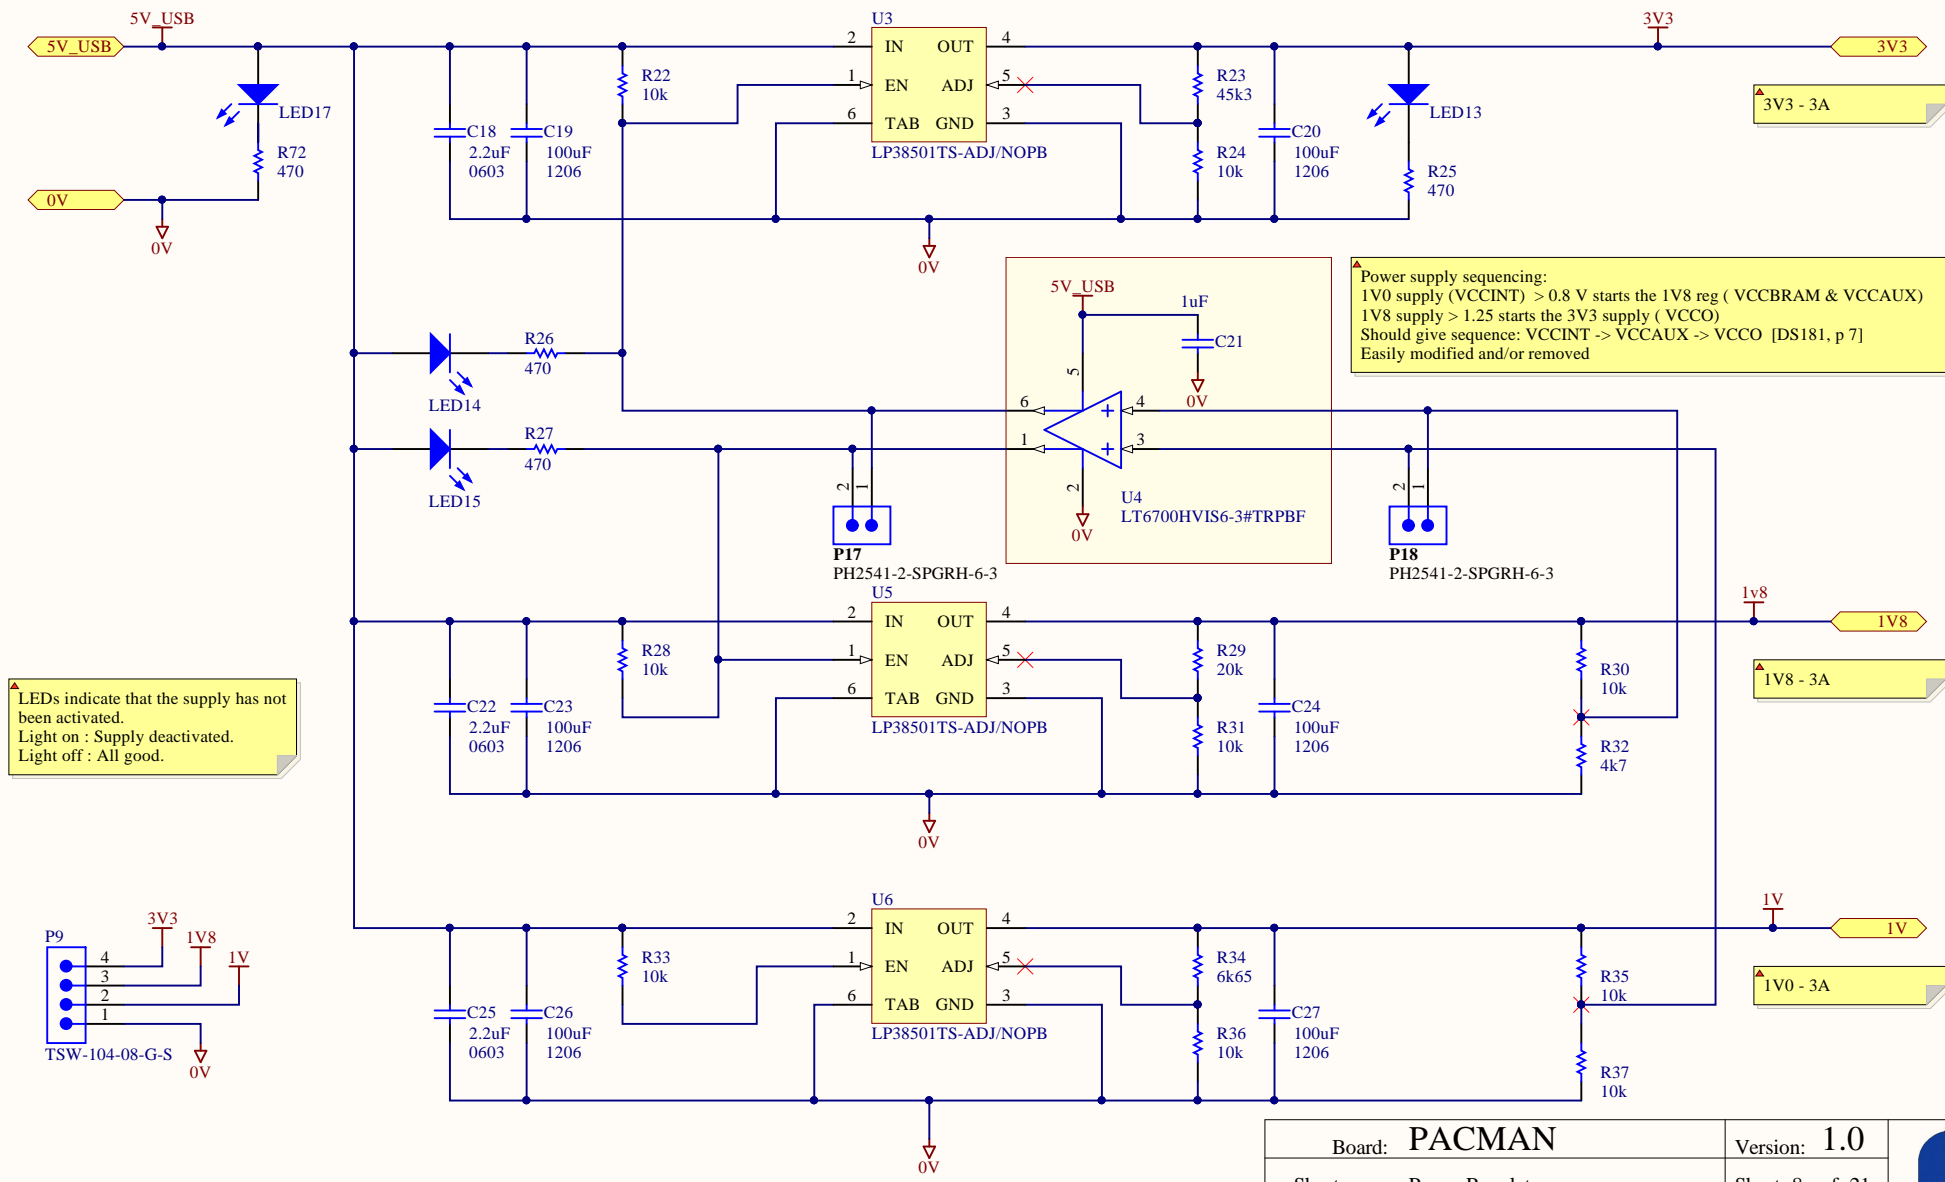 5V_USB
5V_USB
LED17
R72
470
0V
0V
C18
2.2uF
0603
C19
100uF
1206
R22
10k
U3
2 IN OUT 4
1 EN ADJ 5
6 TAB GND 3
LP38501TS-ADJ/NOPB
R23
45k3
R24
10k
C20
100uF
1206
LED13
R25
470
3V3
3V3
3V3 - 3A
0V
Power supply sequencing:
1V0 supply (VCCINT) > 0.8 V starts the 1V8 reg ( VCCBRAM & VCCAUX)
1V8 supply > 1.25 starts the 3V3 supply ( VCCO)
Should give sequence: VCCINT -> VCCAUX -> VCCO [DS181, p 7]
Easily modified and/or removed
5V_USB
1uF
C21
0V
5
6
4
1
3
2
0V
U4
LT6700HVIS6-3#TRPBF
R26
470
LED14
R27
470
LED15
2 1
P17
PH2541-2-SPGRH-6-3
2 1
P18
PH2541-2-SPGRH-6-3
U5
2 IN OUT 4
1 EN ADJ 5
6 TAB GND 3
LP38501TS-ADJ/NOPB
C22
2.2uF
0603
C23
100uF
1206
R28
10k
R29
20k
R31
10k
C24
100uF
1206
R30
10k
R32
4k7
1v8
1V8
1V8 - 3A
0V
LEDs indicate that the supply has not
been activated.
Light on : Supply deactivated.
Light off : All good.
U6
2 IN OUT 4
1 EN ADJ 5
6 TAB GND 3
LP38501TS-ADJ/NOPB
C25
2.2uF
0603
C26
100uF
1206
R33
10k
R34
6k65
R36
10k
C27
100uF
1206
R35
10k
R37
10k
1V
1V
1V0 - 3A
0V
P9
3V3
1V8
1V
4
3
2
1
TSW-104-08-G-S
0V
Board: PACMAN
Version: 1.0